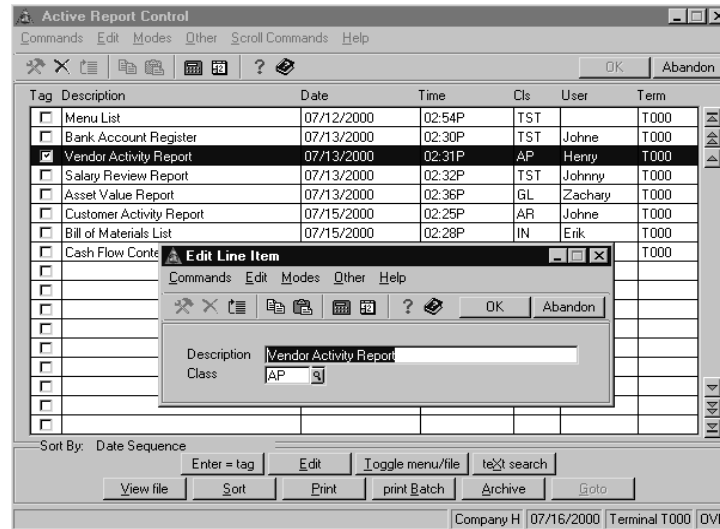 Active Report Control
Commands Edit Modes Other Scroll Commands Help
OK Abandon
Tag Description Date Time Cls User Term
Menu List 07/12/2000 02:54P TST T000
Bank Account Register 07/13/2000 02:30P TST Johne T000
Vendor Activity Report 07/13/2000 02:31P AP Henry T000
Salary Review Report 07/13/2000 02:32P TST Johnny T000
Asset Value Report 07/13/2000 02:36P GL Zachary T000
Customer Activity Report 07/15/2000 02:25P AR Johne T000
Bill of Materials List 07/15/2000 02:28P IN Erik T000
Cash Flow Conte T000
Edit Line Item
Commands Edit Modes Other Help
OK Abandon
Description Vendor Activity Report
Class AP
Sort By: Date Sequence
Enter = tag Edit Toggle menu/file teXt search
View file Sort Print print Batch Archive Goto
Company H 07/16/2000 Terminal T000